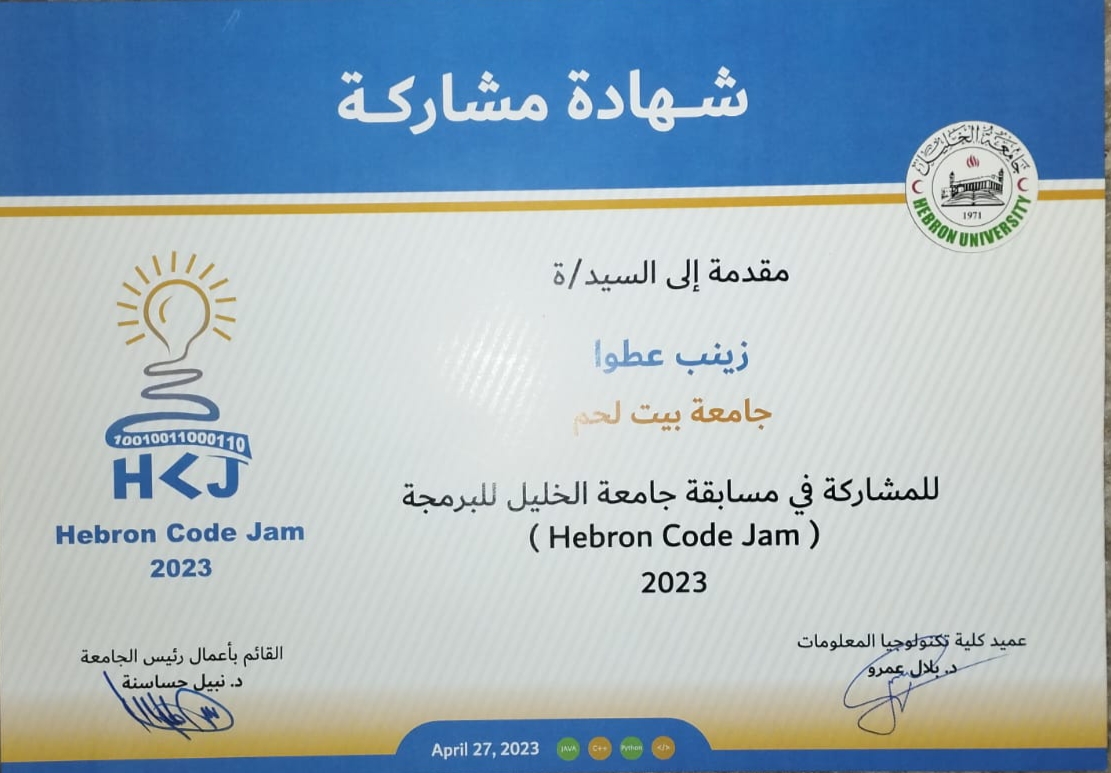 شهادة مشاركة
جامعة الخليل
1971
HEBRON UNIVERSITY
مقدمة إلى السيد/ة
زينب عطوا
جامعة بيت لحم
للمشاركة في مسابقة جامعة الخليل للبرمجة
( Hebron Code Jam )
2023
10010011000110
H<J
Hebron Code Jam
2023
عميد كلية تكنولوجيا المعلومات
د. بلال عمرو
القائم بأعمال رئيس الجامعة
د. نبيل حساسنة
April 27, 2023
JAVA
C++
Python
</>